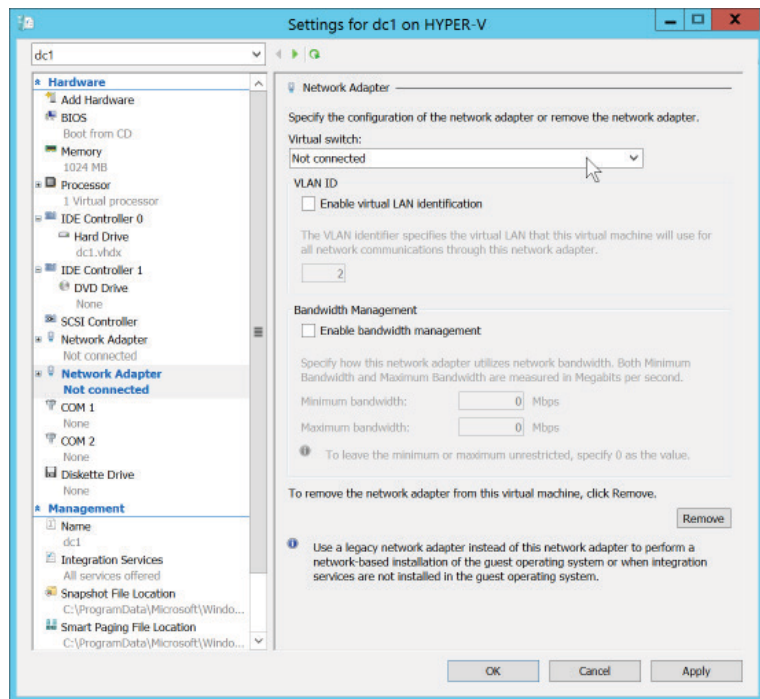 Settings for dc1 on HYPER-V
dc1
Hardware
Add Hardware
BIOS
Boot from CD
Memory
1024 MB
Processor
1 Virtual processor
IDE Controller 0
Hard Drive
dc1.vhdx
IDE Controller 1
DVD Drive
None
SCSI Controller
Network Adapter
Not connected
Network Adapter
Not connected
COM 1
None
COM 2
None
Diskette Drive
None
Management
Name
dc1
Integration Services
All services offered
Snapshot File Location
C:\ProgramData\Microsoft\Windo...
Smart Paging File Location
C:\ProgramData\Microsoft\Windo...
Network Adapter
Specify the configuration of the network adapter or remove the network adapter.
Virtual switch:
Not connected
VLAN ID
Enable virtual LAN identification
The VLAN identifier specifies the virtual LAN that this virtual machine will use for
all network communications through this network adapter.
2
Bandwidth Management
Enable bandwidth management
Specify how this network adapter utilizes network bandwidth. Both Minimum
Bandwidth and Maximum Bandwidth are measured in Megabits per second.
Minimum bandwidth: 0 Mbps
Maximum bandwidth: 0 Mbps
To leave the minimum or maximum unrestricted, specify 0 as the value.
To remove the network adapter from this virtual machine, click Remove.
Remove
Use a legacy network adapter instead of this network adapter to perform a
network-based installation of the guest operating system or when integration
services are not installed in the guest operating system.
OK Cancel Apply